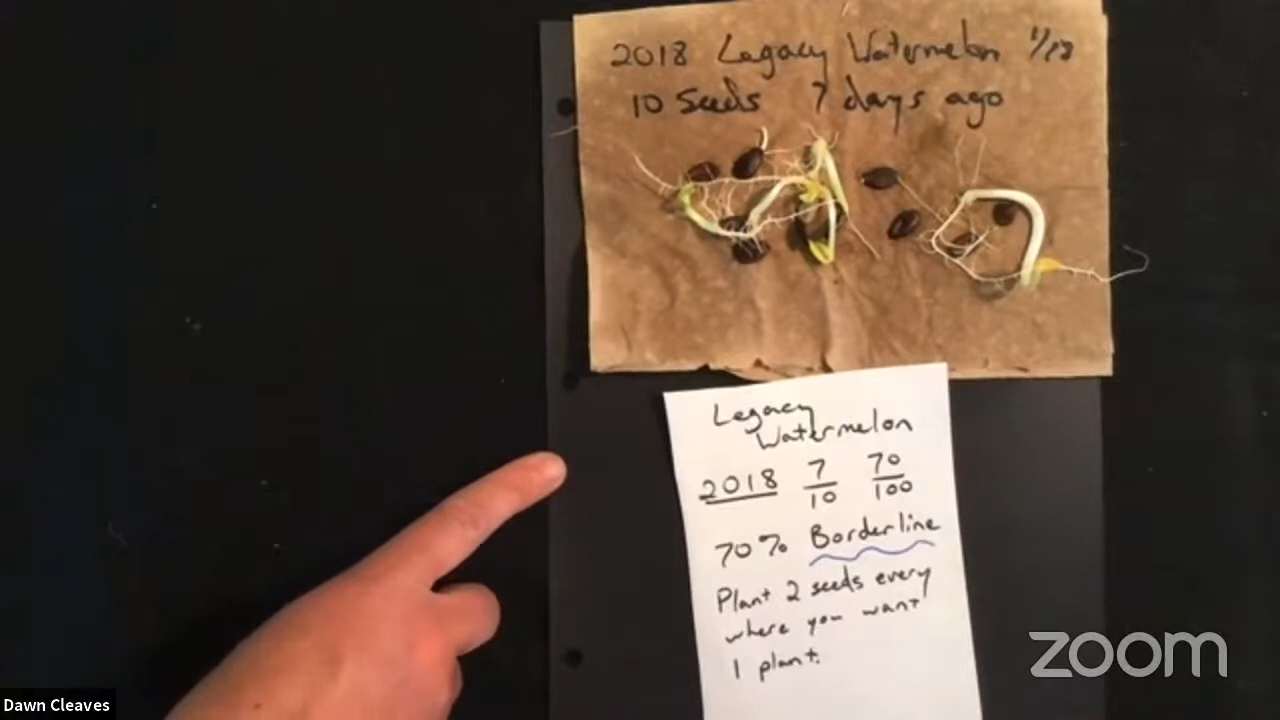 2018 Legacy Watermelon 1/18
10 Seeds 7 days ago
Legacy
Watermelon
2018 7/10 70/100
70% Borderline
Plant 2 seeds every
where you want
1 plant.
zoom
Dawn Cleaves